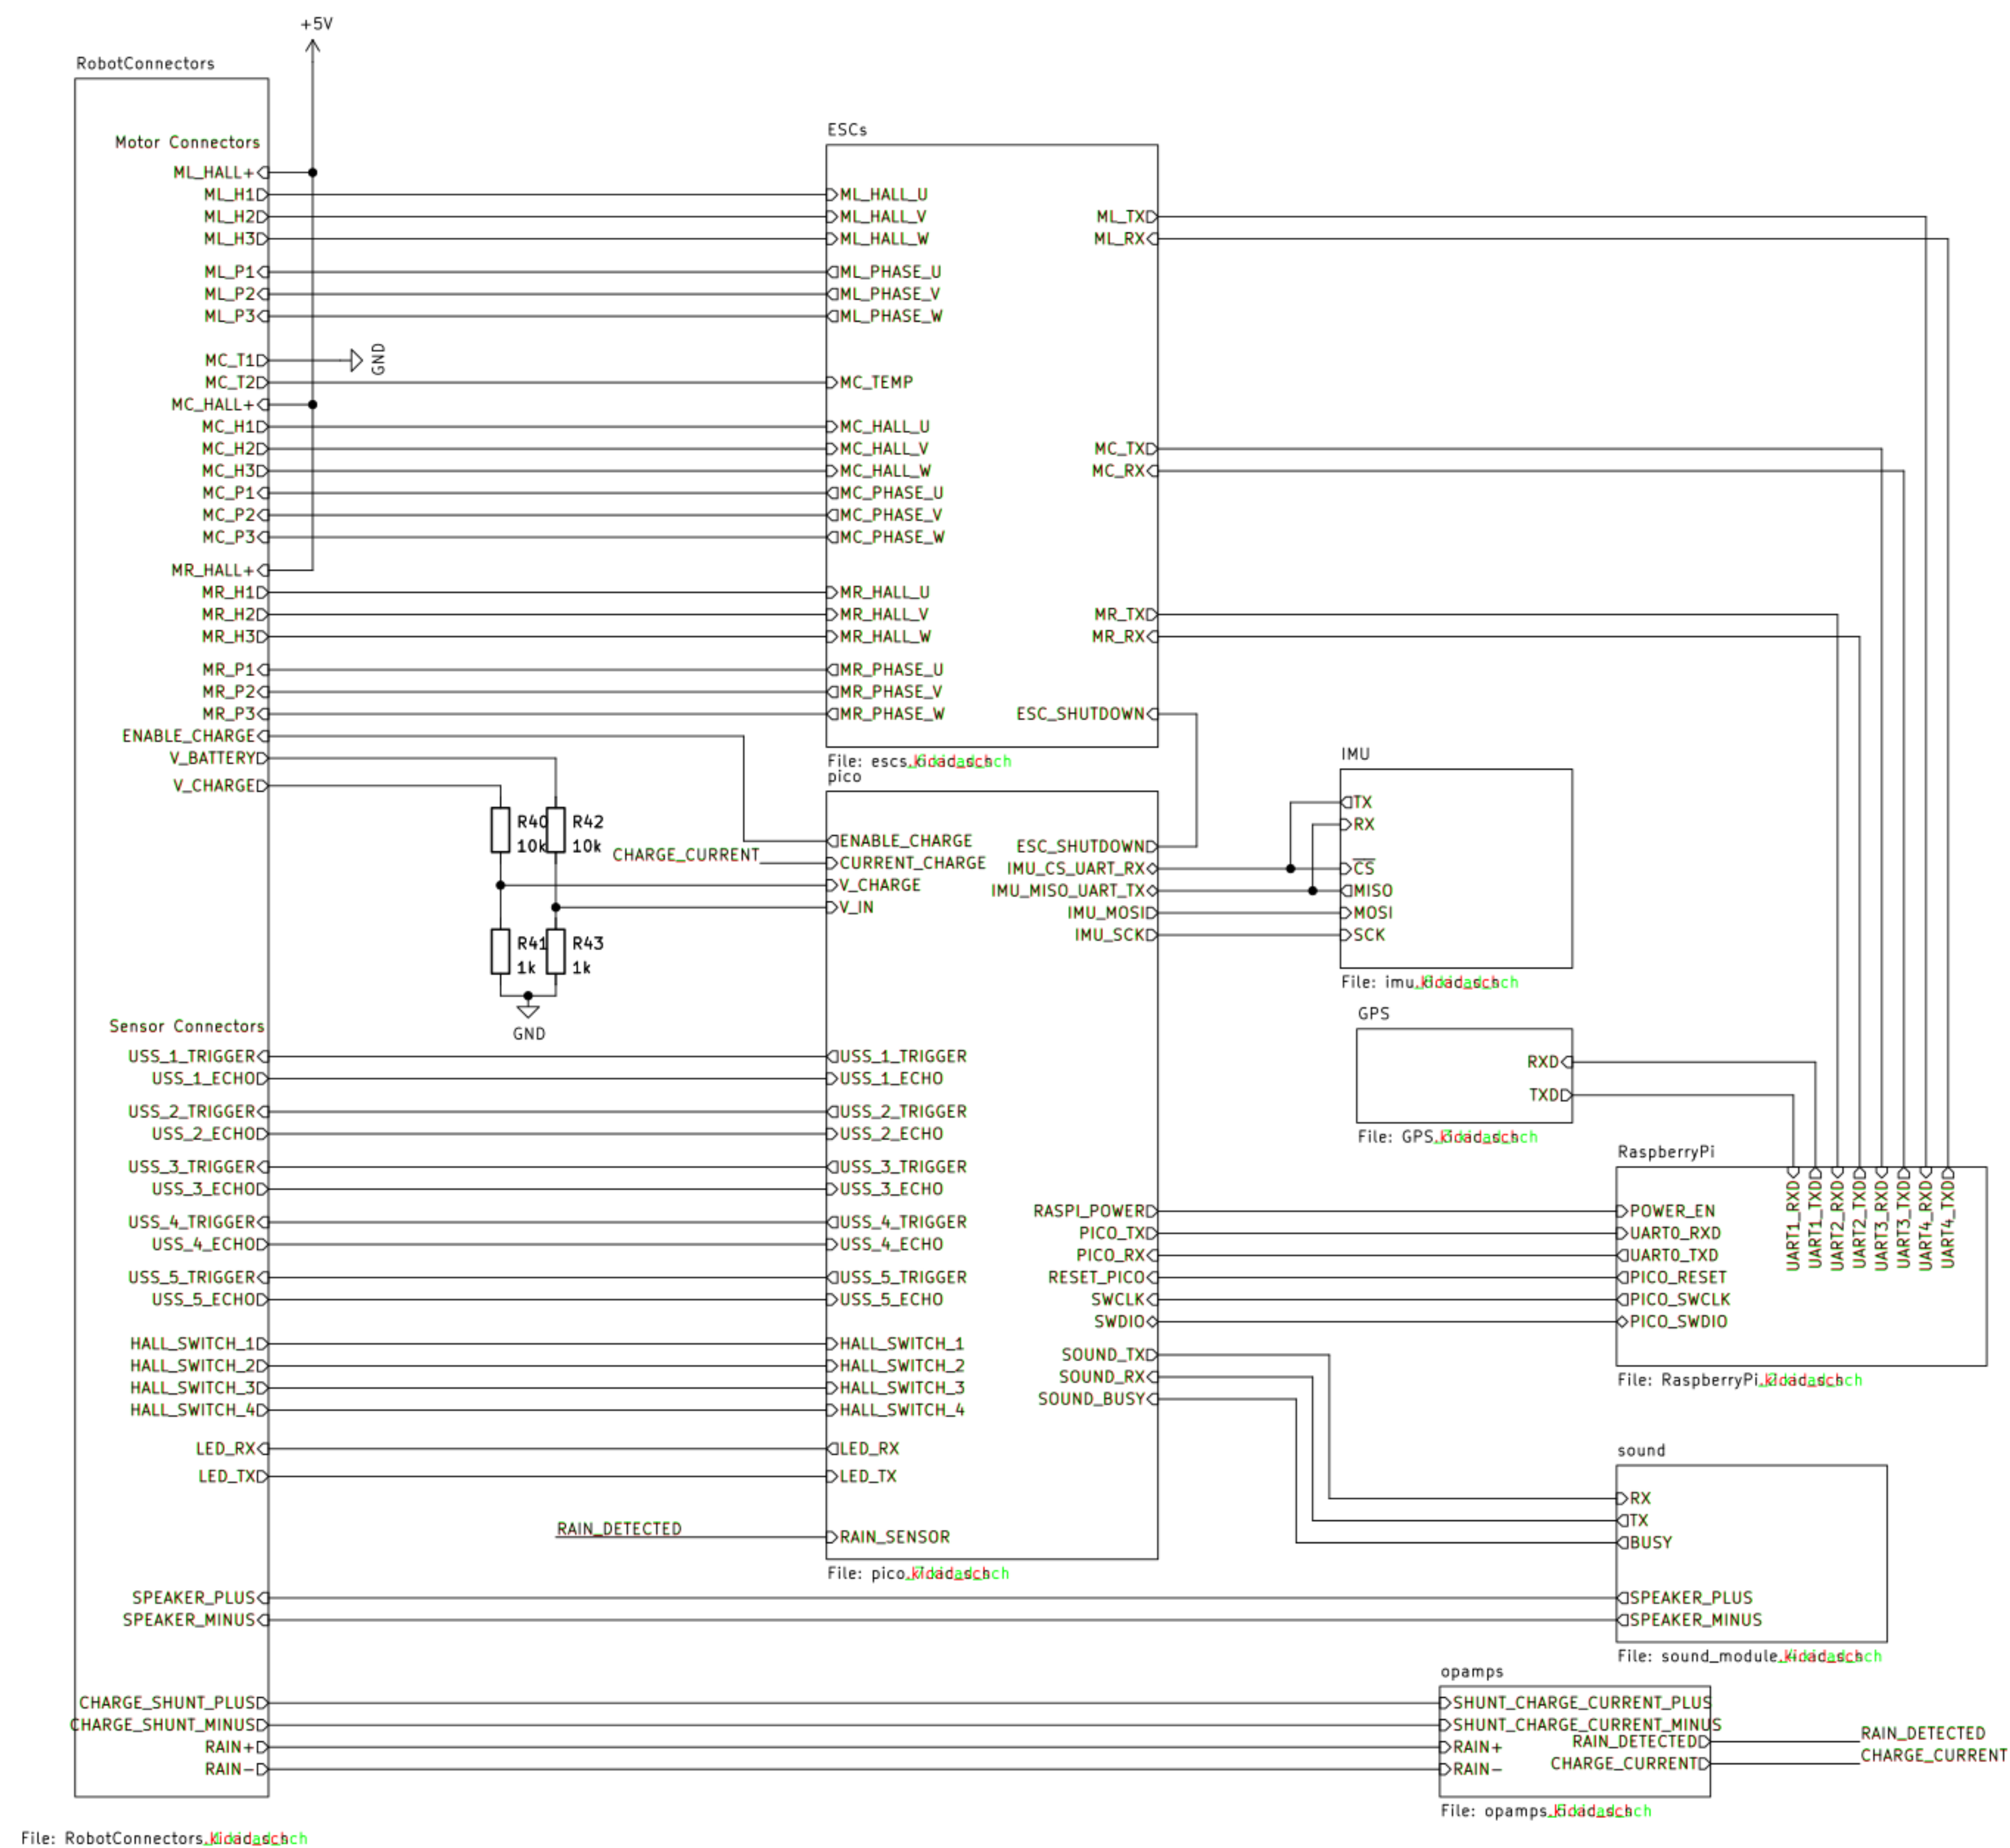 +5V
RobotConnectors
Motor Connectors
ML_HALL+
ML_H1
ML_H2
ML_H3
ML_P1
ML_P2
ML_P3
MC_T1
GND
MC_T2
MC_HALL+
MC_H1
MC_H2
MC_H3
MC_P1
MC_P2
MC_P3
MR_HALL+
MR_H1
MR_H2
MR_H3
MR_P1
MR_P2
MR_P3
ENABLE_CHARGE
V_BATTERY
V_CHARGE
R40
10k
R42
10k
R41
1k
R43
1k
GND
CHARGE_CURRENT
Sensor Connectors
USS_1_TRIGGER
USS_1_ECHO
USS_2_TRIGGER
USS_2_ECHO
USS_3_TRIGGER
USS_3_ECHO
USS_4_TRIGGER
USS_4_ECHO
USS_5_TRIGGER
USS_5_ECHO
HALL_SWITCH_1
HALL_SWITCH_2
HALL_SWITCH_3
HALL_SWITCH_4
LED_RX
LED_TX
RAIN_DETECTED
SPEAKER_PLUS
SPEAKER_MINUS
CHARGE_SHUNT_PLUS
CHARGE_SHUNT_MINUS
RAIN+
RAIN-
File: RobotConnectors
ESCs
ML_HALL_U
ML_HALL_V
ML_HALL_W
ML_PHASE_U
ML_PHASE_V
ML_PHASE_W
MC_TEMP
MC_HALL_U
MC_HALL_V
MC_HALL_W
MC_PHASE_U
MC_PHASE_V
MC_PHASE_W
MR_HALL_U
MR_HALL_V
MR_HALL_W
MR_PHASE_U
MR_PHASE_V
MR_PHASE_W
ML_TX
ML_RX
MC_TX
MC_RX
MR_TX
MR_RX
ESC_SHUTDOWN
File: escs
pico
ENABLE_CHARGE
CURRENT_CHARGE
V_CHARGE
V_IN
USS_1_TRIGGER
USS_1_ECHO
USS_2_TRIGGER
USS_2_ECHO
USS_3_TRIGGER
USS_3_ECHO
USS_4_TRIGGER
USS_4_ECHO
USS_5_TRIGGER
USS_5_ECHO
HALL_SWITCH_1
HALL_SWITCH_2
HALL_SWITCH_3
HALL_SWITCH_4
LED_RX
LED_TX
RAIN_SENSOR
ESC_SHUTDOWN
IMU_CS_UART_RX
IMU_MISO_UART_TX
IMU_MOSI
IMU_SCK
RASPI_POWER
PICO_TX
PICO_RX
RESET_PICO
SWCLK
SWDIO
SOUND_TX
SOUND_RX
SOUND_BUSY
File: pico
IMU
TX
RX
CS
MISO
MOSI
SCK
File: imu
GPS
RXD
TXD
File: GPS
RaspberryPi
UART1_RXD
UART1_TXD
UART2_RXD
UART2_TXD
UART3_RXD
UART3_TXD
UART4_RXD
UART4_TXD
POWER_EN
UART0_RXD
UART0_TXD
PICO_RESET
PICO_SWCLK
PICO_SWDIO
File: RaspberryPi
sound
RX
TX
BUSY
SPEAKER_PLUS
SPEAKER_MINUS
File: sound_module
opamps
SHUNT_CHARGE_CURRENT_PLUS
SHUNT_CHARGE_CURRENT_MINUS
RAIN+
RAIN-
RAIN_DETECTED
CHARGE_CURRENT
RAIN_DETECTED
CHARGE_CURRENT
File: opamps